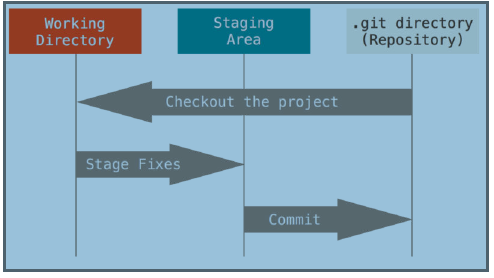 Working
Directory
Staging
Area
.git directory
(Repository)
Checkout the project
Stage Fixes
Commit